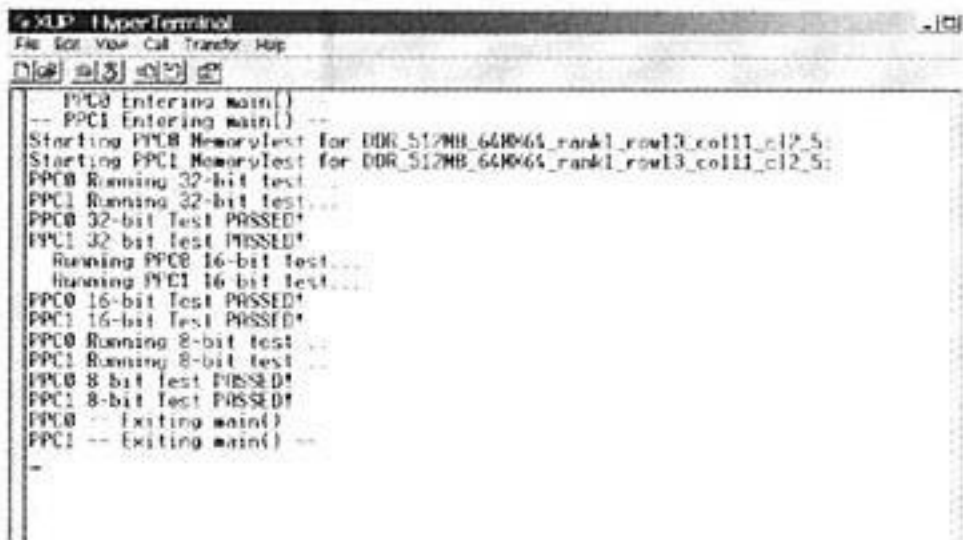 XUP - HyperTerminal
File Edit View Call Transfer Help
-- PPC0 Entering main() --
-- PPC1 Entering main() --
Starting PPC0 MemoryTest for DDR_512MB_64MX64_rank1_row13_col11_cl2_5:
Starting PPC1 MemoryTest for DDR_512MB_64MX64_rank1_row13_col11_cl2_5:
PPC0 Running 32-bit test...
PPC1 Running 32-bit test...
PPC0 32-bit Test PASSED!
PPC1 32-bit Test PASSED!
Running PPC0 16-bit test...
Running PPC1 16-bit test...
PPC0 16-bit Test PASSED!
PPC1 16-bit Test PASSED!
PPC0 Running 8-bit test...
PPC1 Running 8-bit test...
PPC0 8-bit Test PASSED!
PPC1 8-bit Test PASSED!
PPC0 -- Exiting main() --
PPC1 -- Exiting main() --